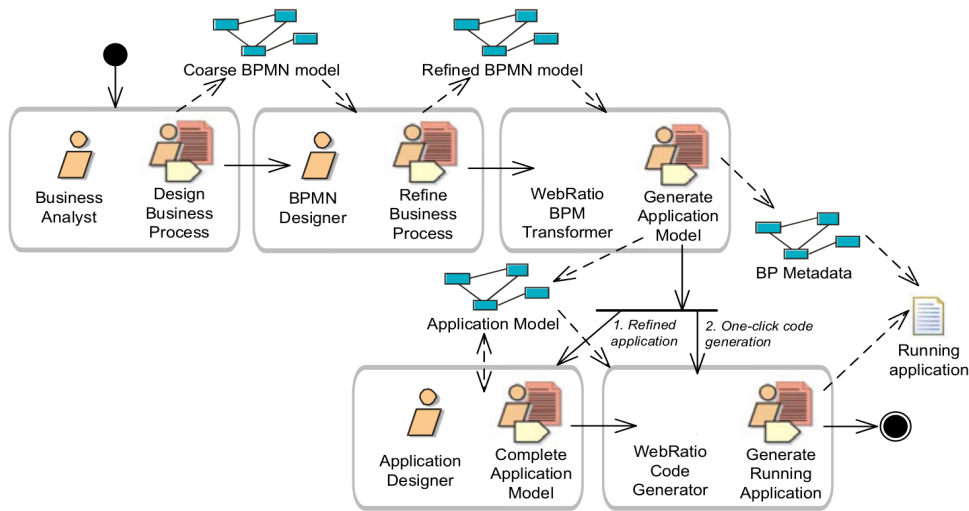 Coarse BPMN model
Refined BPMN model
Business
Analyst
Design
Business
Process
BPMN
Designer
Refine
Business
Process
WebRatio
BPM
Transformer
Generate
Application
Model
BP Metadata
Application Model
1. Refined
application
2. One-click code
generation
Running
application
Application
Designer
Complete
Application
Model
WebRatio
Code
Generator
Generate
Running
Application